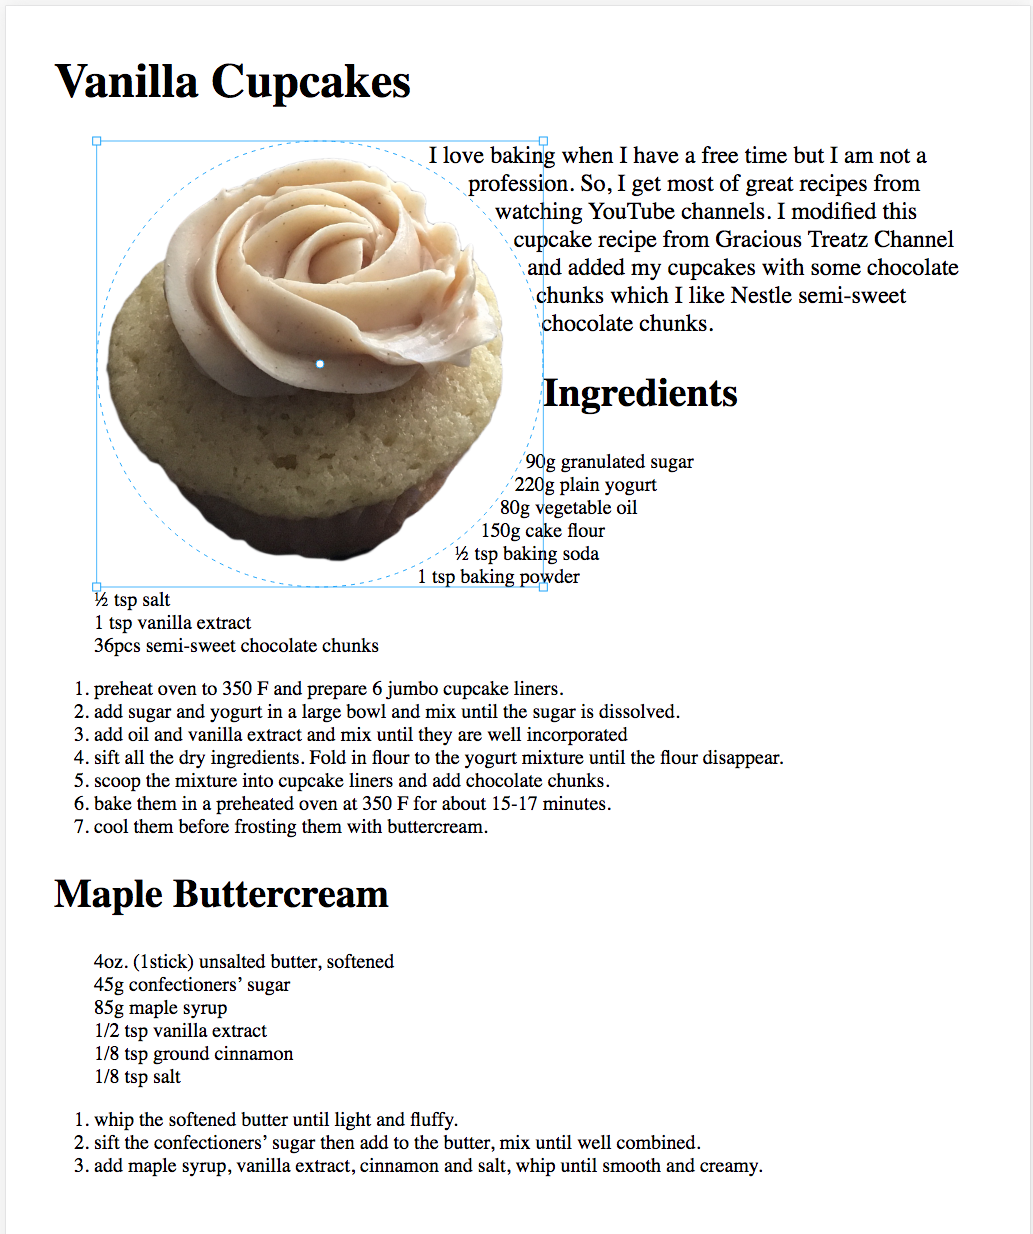 Vanilla Cupcakes
I love baking when I have a free time but I am not a
profession. So, I get most of great recipes from
watching YouTube channels. I modified this
cupcake recipe from Gracious Treatz Channel
and added my cupcakes with some chocolate
chunks which I like Nestle semi-sweet
chocolate chunks.
Ingredients
90g granulated sugar
220g plain yogurt
80g vegetable oil
150g cake flour
½ tsp baking soda
1 tsp baking powder
½ tsp salt
1 tsp vanilla extract
36pcs semi-sweet chocolate chunks
1. preheat oven to 350 F and prepare 6 jumbo cupcake liners.
2. add sugar and yogurt in a large bowl and mix until the sugar is dissolved.
3. add oil and vanilla extract and mix until they are well incorporated
4. sift all the dry ingredients. Fold in flour to the yogurt mixture until the flour disappear.
5. scoop the mixture into cupcake liners and add chocolate chunks.
6. bake them in a preheated oven at 350 F for about 15-17 minutes.
7. cool them before frosting them with buttercream.
Maple Buttercream
4oz. (1stick) unsalted butter, softened
45g confectioners’ sugar
85g maple syrup
1/2 tsp vanilla extract
1/8 tsp ground cinnamon
1/8 tsp salt
1. whip the softened butter until light and fluffy.
2. sift the confectioners’ sugar then add to the butter, mix until well combined.
3. add maple syrup, vanilla extract, cinnamon and salt, whip until smooth and creamy.